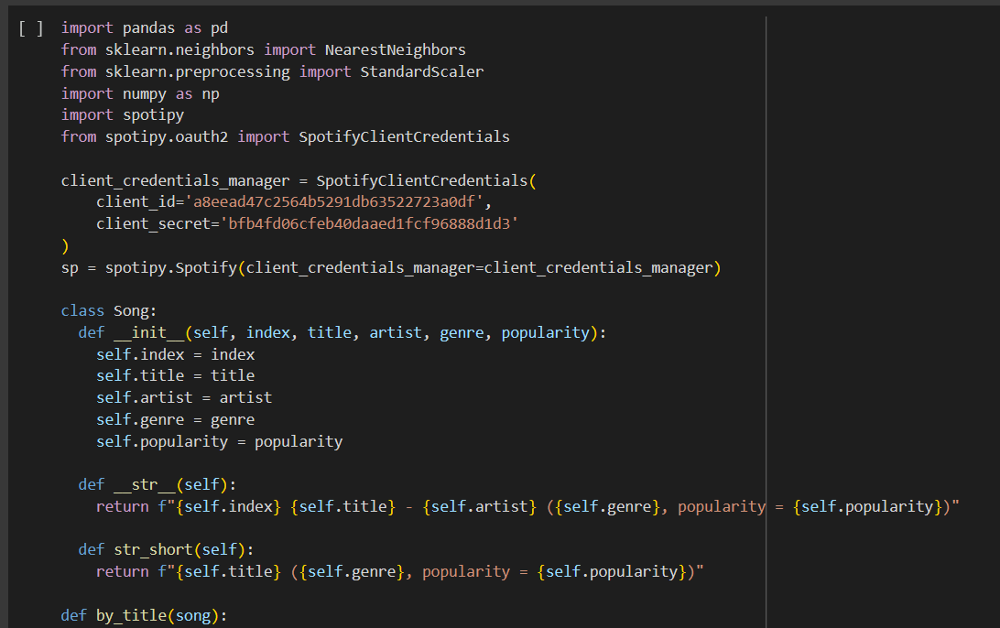 [ ] import pandas as pd
from sklearn.neighbors import NearestNeighbors
from sklearn.preprocessing import StandardScaler
import numpy as np
import spotipy
from spotipy.oauth2 import SpotifyClientCredentials
client_credentials_manager = SpotifyClientCredentials(
client_id='a8eead47c2564b5291db63522723a0df',
client_secret='bfb4fd06cfeb40daaed1fcf96888d1d3'
)
sp = spotipy.Spotify(client_credentials_manager=client_credentials_manager)
class Song:
def __init__(self, index, title, artist, genre, popularity):
self.index = index
self.title = title
self.artist = artist
self.genre = genre
self.popularity = popularity
def __str__(self):
return f"{self.index} {self.title} - {self.artist} ({self.genre}, popularity = {self.popularity})"
def str_short(self):
return f"{self.title} ({self.genre}, popularity = {self.popularity})"
def by_title(song):